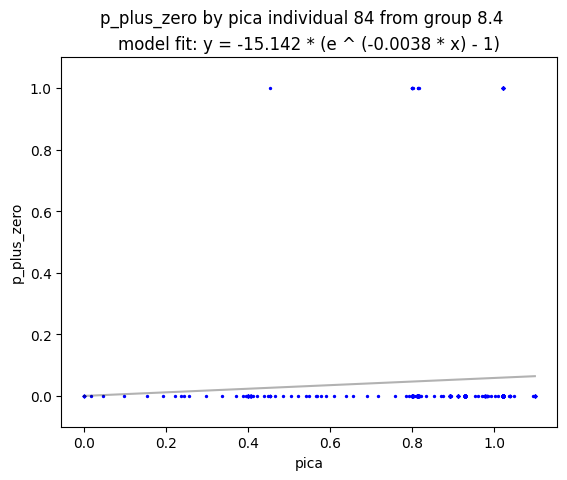 p_plus_zero by pica individual 84 from group 8.4
model fit: y = -15.142 * (e ^ (-0.0038 * x) - 1)
1.0
0.8
0.6
0.4
0.2
0.0
p_plus_zero
0.0 0.2 0.4 0.6 0.8 1.0
pica